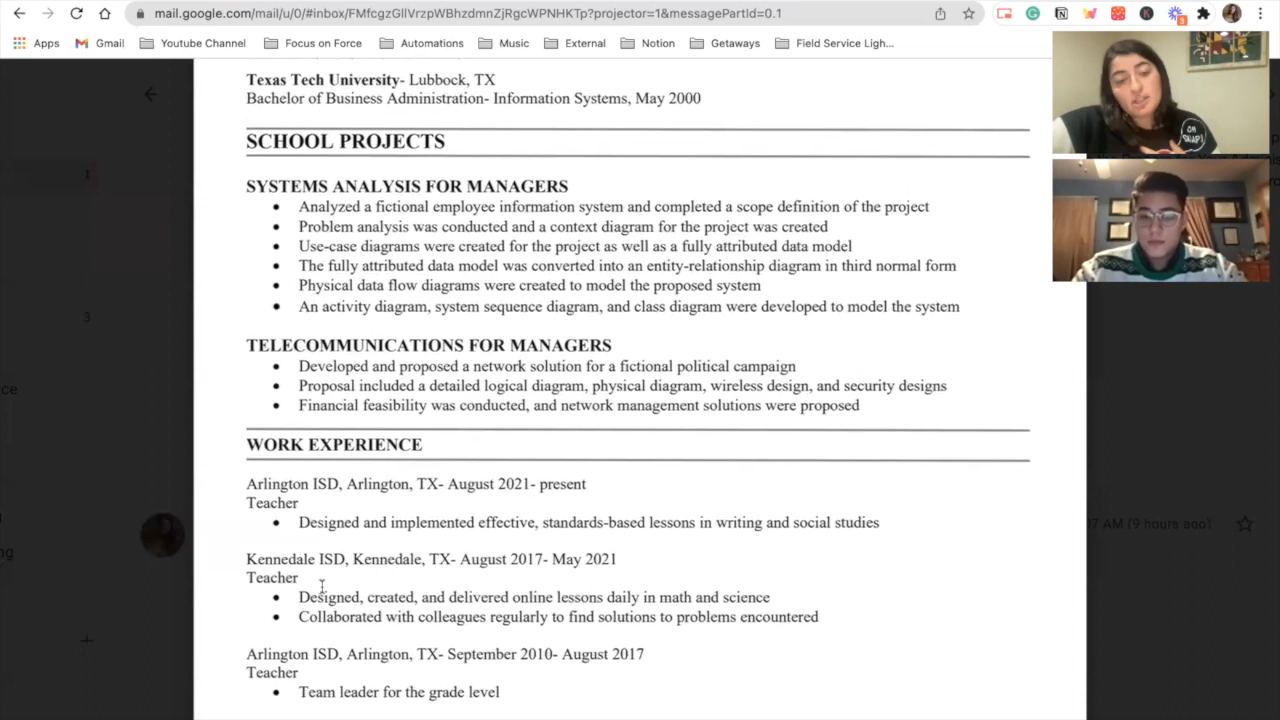 mail.google.com/mail/u/0/#inbox/FMfcgzGllVrzpWBhzdmnZjRgcWPNHKTp?projector=1&messagePartId=0.1
3
Apps Gmail Youtube Channel Focus on Force Automations Music External Notion Getaways Field Service Ligh...
OH SNAP!
Texas Tech University- Lubbock, TX
Bachelor of Business Administration- Information Systems, May 2000
SCHOOL PROJECTS
SYSTEMS ANALYSIS FOR MANAGERS
• Analyzed a fictional employee information system and completed a scope definition of the project
• Problem analysis was conducted and a context diagram for the project was created
• Use-case diagrams were created for the project as well as a fully attributed data model
• The fully attributed data model was converted into an entity-relationship diagram in third normal form
• Physical data flow diagrams were created to model the proposed system
• An activity diagram, system sequence diagram, and class diagram were developed to model the system
3
TELECOMMUNICATIONS FOR MANAGERS
• Developed and proposed a network solution for a fictional political campaign
• Proposal included a detailed logical diagram, physical diagram, wireless design, and security designs
• Financial feasibility was conducted, and network management solutions were proposed
WORK EXPERIENCE
Arlington ISD, Arlington, TX- August 2021- present
Teacher
• Designed and implemented effective, standards-based lessons in writing and social studies
7 AM (9 hours ago)
Kennedale ISD, Kennedale, TX- August 2017- May 2021
Teacher
• Designed, created, and delivered online lessons daily in math and science
• Collaborated with colleagues regularly to find solutions to problems encountered
Arlington ISD, Arlington, TX- September 2010- August 2017
Teacher
• Team leader for the grade level